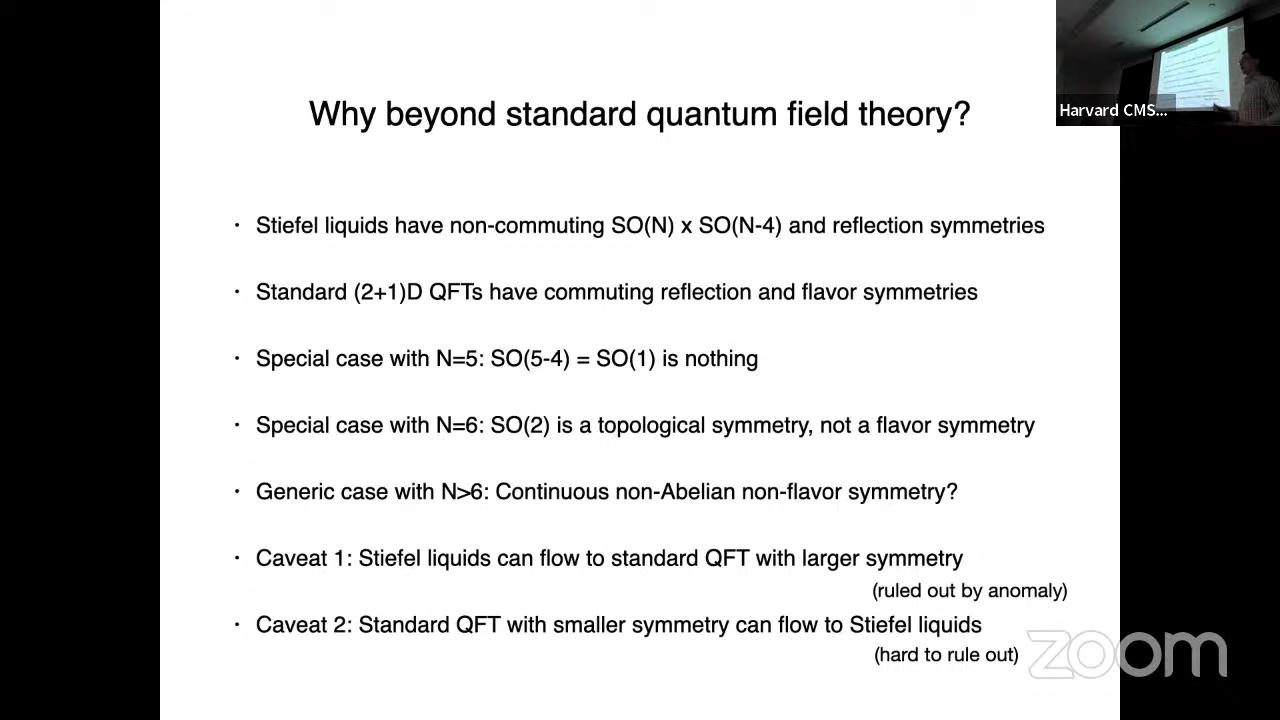 Why beyond standard quantum field theory?
Harvard CMS...
· Stiefel liquids have non-commuting SO(N) x SO(N-4) and reflection symmetries
· Standard (2+1)D QFTs have commuting reflection and flavor symmetries
· Special case with N=5: SO(5-4) = SO(1) is nothing
· Special case with N=6: SO(2) is a topological symmetry, not a flavor symmetry
· Generic case with N>6: Continuous non-Abelian non-flavor symmetry?
· Caveat 1: Stiefel liquids can flow to standard QFT with larger symmetry
(ruled out by anomaly)
· Caveat 2: Standard QFT with smaller symmetry can flow to Stiefel liquids
(hard to rule out)
zoom